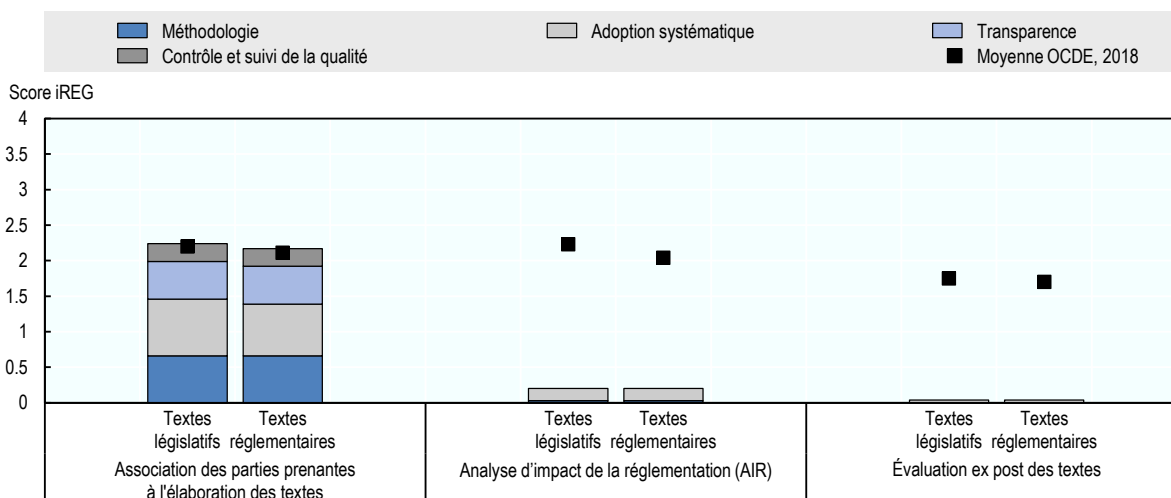 Méthodologie
Adoption systématique
Transparence
Contrôle et suivi de la qualité
Moyenne OCDE, 2018
Score iREG
4
3.5
3
2.5
2
1.5
1
0.5
0
Textes législatifs
Textes réglementaires
Textes législatifs
Textes réglementaires
Textes législatifs
Textes réglementaires
Association des parties prenantes
à l'élaboration des textes
Analyse d'impact de la réglementation (AIR)
Évaluation ex post des textes